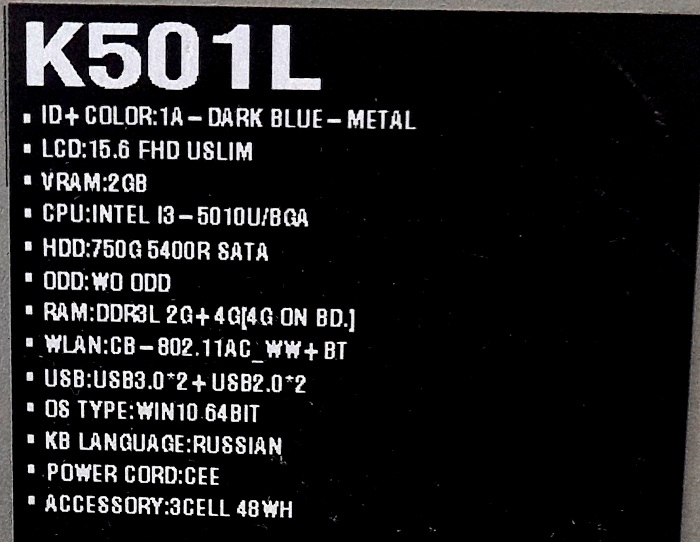 K501L
▪ ID+COLOR:1A-DARK BLUE-METAL
▪ LCD:15.6 FHD USLIM
▪ VRAM:2GB
▪ CPU:INTEL I3-5010U/BGA
▪ HDD:750G 5400R SATA
▪ ODD:WO ODD
▪ RAM:DDR3L 2G+4G[4G ON BD.]
▪ WLAN:CB-802.11AC_WW+BT
▪ USB:USB3.0*2+USB2.0*2
▪ OS TYPE:WIN10 64BIT
▪ KB LANGUAGE:RUSSIAN
▪ POWER CORD:CEE
▪ ACCESSORY:3CELL 48WH